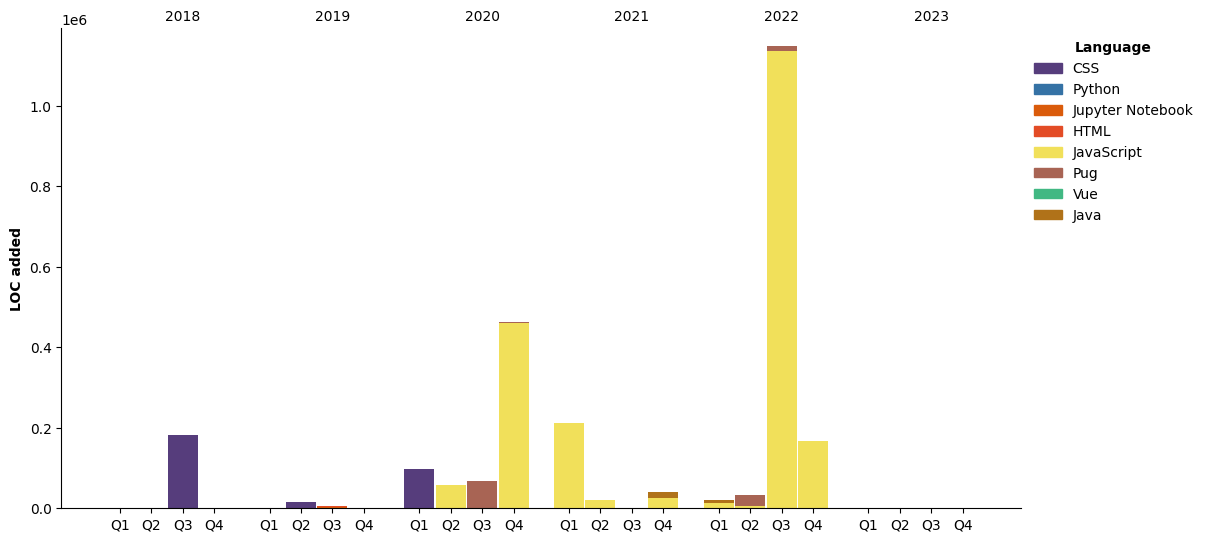 1e6
2018 2019 2020 2021 2022 2023
Language
CSS
Python
Jupyter Notebook
HTML
JavaScript
Pug
Vue
Java
LOC added
1.0
0.8
0.6
0.4
0.2
0.0
Q1 Q2 Q3 Q4 Q1 Q2 Q3 Q4 Q1 Q2 Q3 Q4 Q1 Q2 Q3 Q4 Q1 Q2 Q3 Q4 Q1 Q2 Q3 Q4